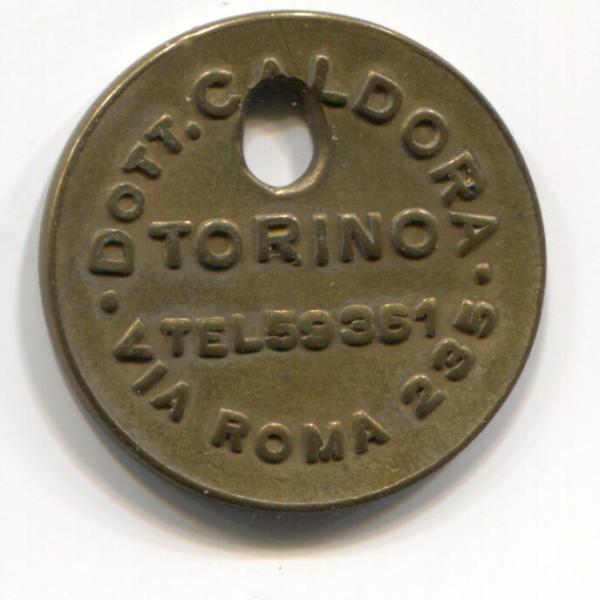 DOTT. CALDORA
TORINO
TEL 59361
VIA ROMA 235